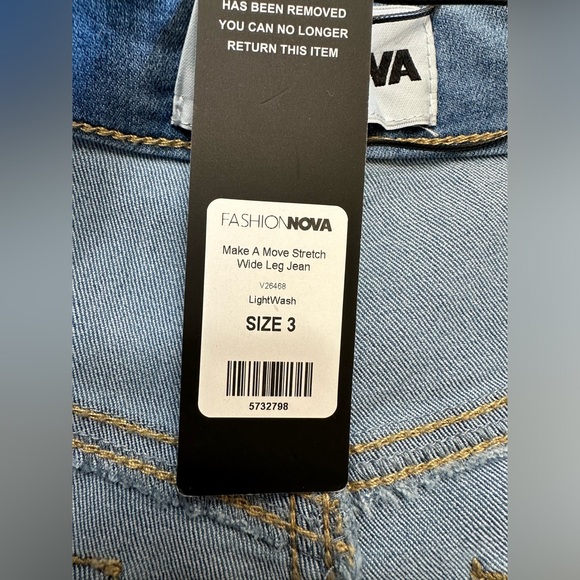 HAS BEEN REMOVED
YOU CAN NO LONGER
RETURN THIS ITEM
VA
FASHIONNOVA
Make A Move Stretch
Wide Leg Jean
V26468
LightWash
SIZE 3
5732798